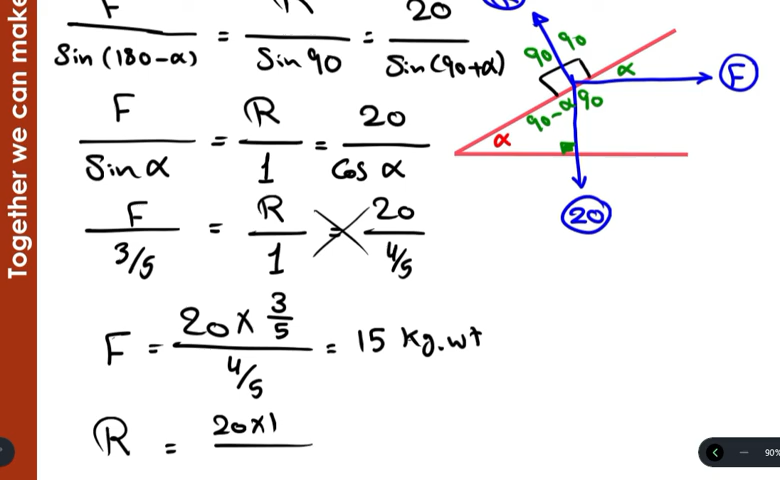 Together we can make
F / Sin(180-α) = R / Sin 90 = 20 / Sin(90+α)
F / Sin α = R / 1 = 20 / Cos α
F / 3/5 = R / 1 = 20 / 4/5
F = 20 × 3/5 / 4/5 = 15 Kg.wt
R = 20×1
90 90
α
F
90-α 90
α
20
90%